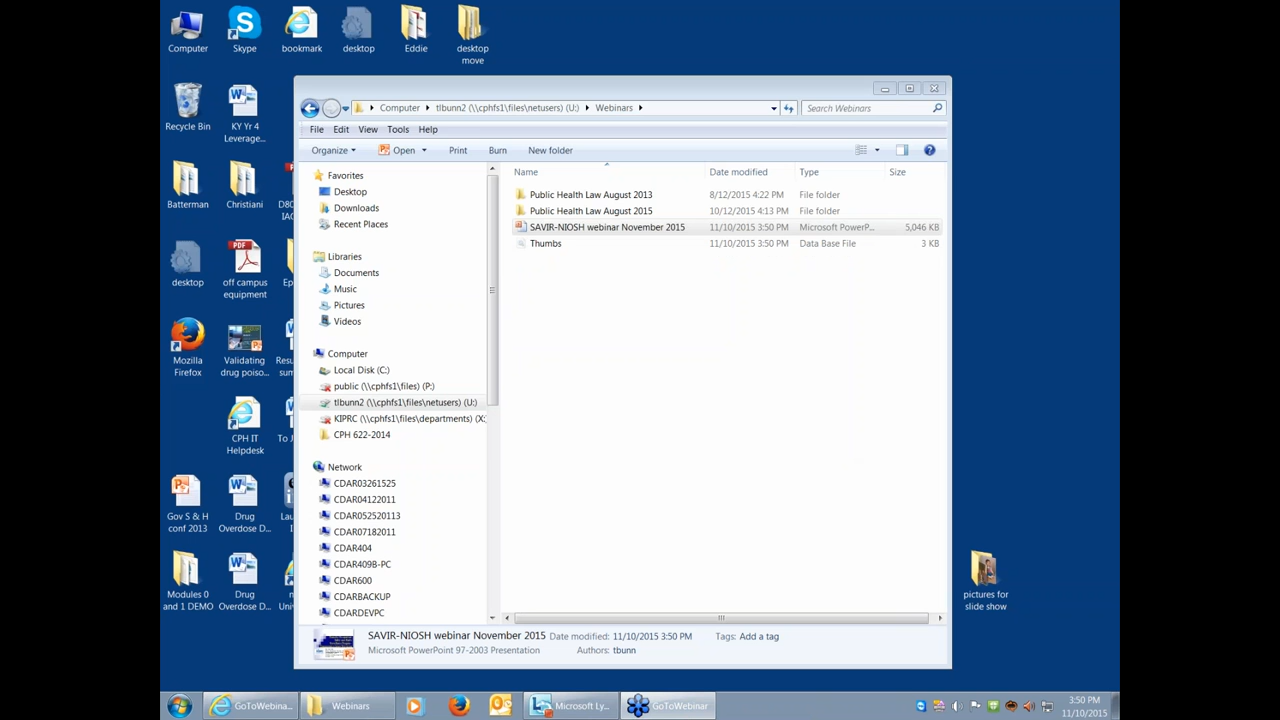 Computer
Skype
bookmark
desktop
Eddie
desktop
move
Recycle Bin
KY Yr 4
Leverage...
Batterman
Christiani
desktop
off campus
equipment
Mozilla
Firefox
Validating
drug poiso...
CPH IT
Helpdesk
Gov S & H
conf 2013
Drug
Overdose D...
Modules 0
and 1 DEMO
Drug
Overdose D...
pictures for
slide show
Computer tlbunn2 (\\cphfs1\files\netusers) (U:) Webinars
Search Webinars
File Edit View Tools Help
Organize Open Print Burn New folder
Favorites
Desktop
Downloads
Recent Places
Libraries
Documents
Music
Pictures
Videos
Computer
Local Disk (C:)
public (\\cphfs1\files) (P:)
tlbunn2 (\\cphfs1\files\netusers) (U:)
KIPRC (\\cphfs1\files\departments) (X:
CPH 622-2014
Network
CDAR03261525
CDAR04122011
CDAR052520113
CDAR07182011
CDAR404
CDAR409B-PC
CDAR600
CDARBACKUP
CDARDEVPC
Name Date modified Type Size
Public Health Law August 2013 8/12/2015 4:22 PM File folder
Public Health Law August 2015 10/12/2015 4:13 PM File folder
SAVIR-NIOSH webinar November 2015 11/10/2015 3:50 PM Microsoft PowerP... 5,046 KB
Thumbs 11/10/2015 3:50 PM Data Base File 3 KB
SAVIR-NIOSH webinar November 2015 Date modified: 11/10/2015 3:50 PM Tags: Add a tag
Microsoft PowerPoint 97-2003 Presentation Authors: tbunn
GoToWebina... Webinars Microsoft Ly... GoToWebinar
3:50 PM
11/10/2015